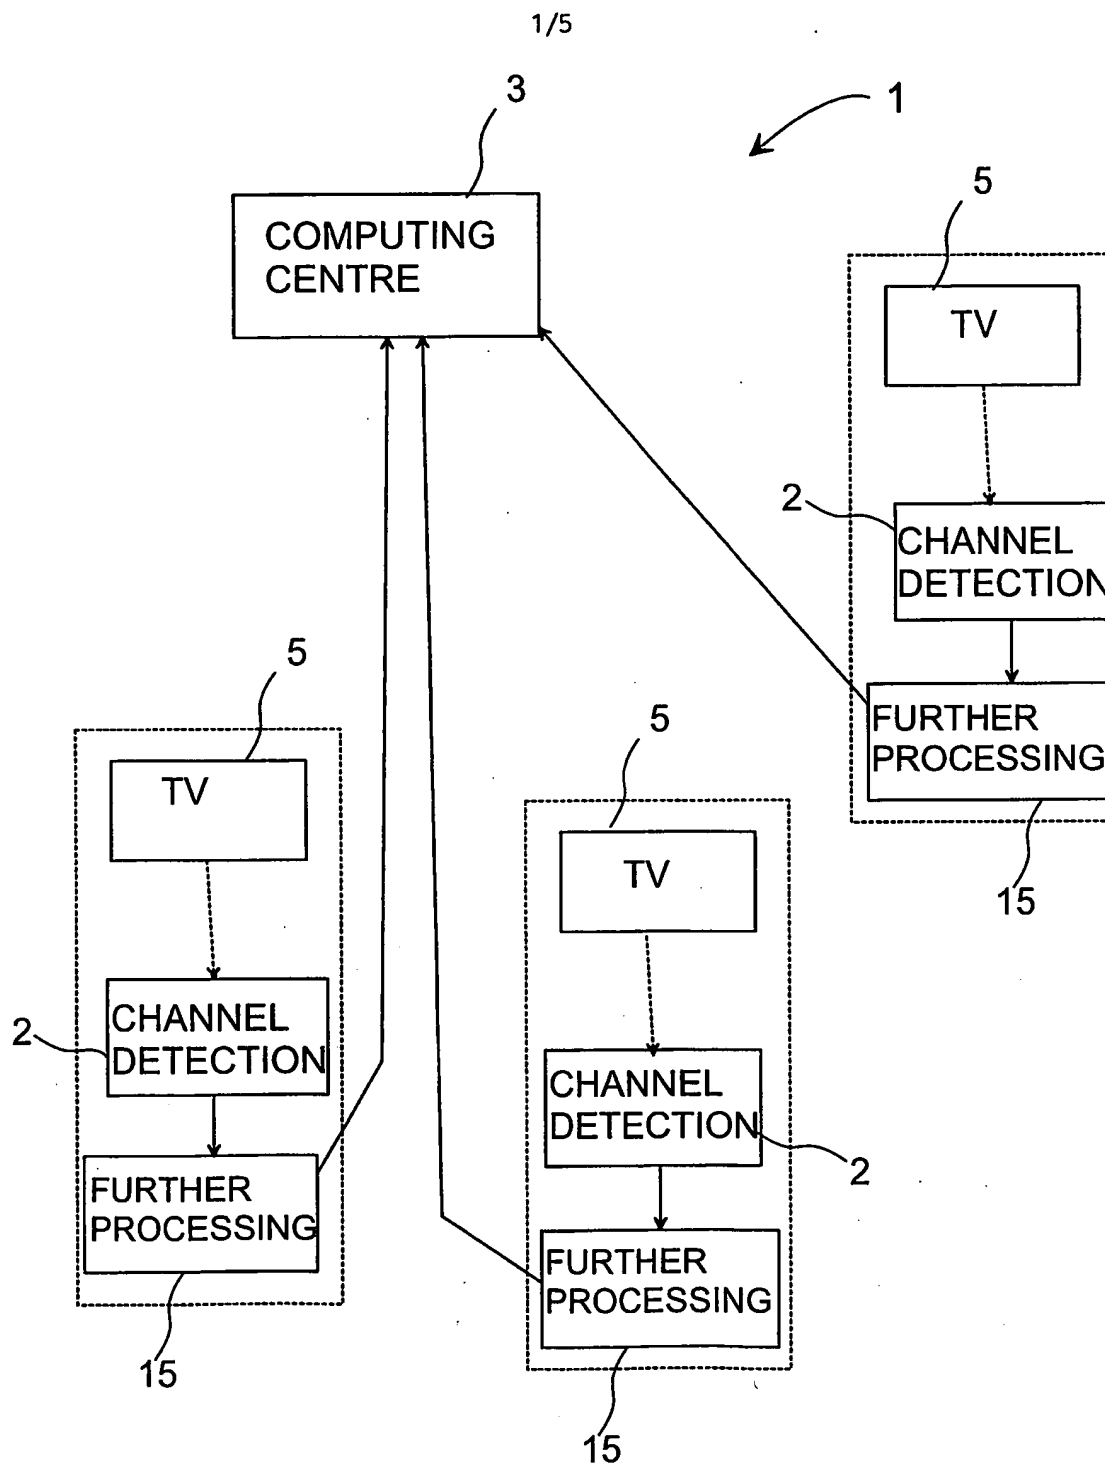 1/5
3
1
COMPUTING
CENTRE
5
TV
2
CHANNEL
DETECTION
FURTHER
PROCESSING
15
5
TV
2
CHANNEL
DETECTION
FURTHER
PROCESSING
15
5
TV
CHANNEL
DETECTION
2
FURTHER
PROCESSING
15